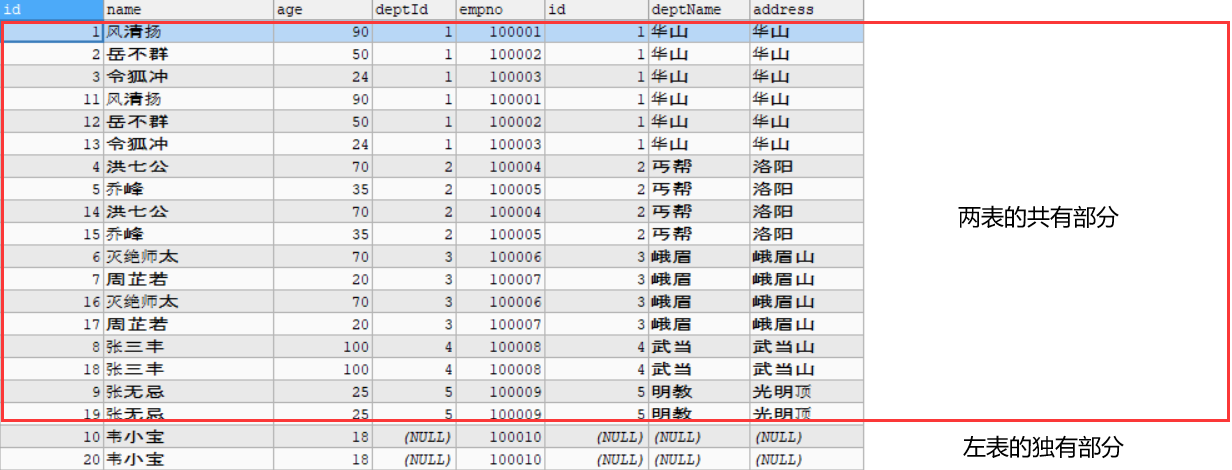 id name age deptId empno id deptName address
1 风清扬 90 1 100001 1 华山 华山
2 岳不群 50 1 100002 1 华山 华山
3 令狐冲 24 1 100003 1 华山 华山
11 风清扬 90 1 100001 1 华山 华山
12 岳不群 50 1 100002 1 华山 华山
13 令狐冲 24 1 100003 1 华山 华山
4 洪七公 70 2 100004 2 丐帮 洛阳
5 乔峰 35 2 100005 2 丐帮 洛阳
14 洪七公 70 2 100004 2 丐帮 洛阳
15 乔峰 35 2 100005 2 丐帮 洛阳
6 灭绝师太 70 3 100006 3 峨眉 峨眉山
7 周芷若 20 3 100007 3 峨眉 峨眉山
16 灭绝师太 70 3 100006 3 峨眉 峨眉山
17 周芷若 20 3 100007 3 峨眉 峨眉山
8 张三丰 100 4 100008 4 武当 武当山
18 张三丰 100 4 100008 4 武当 武当山
9 张无忌 25 5 100009 5 明教 光明顶
19 张无忌 25 5 100009 5 明教 光明顶
10 韦小宝 18 (NULL) 100010 (NULL) (NULL) (NULL)
20 韦小宝 18 (NULL) 100010 (NULL) (NULL) (NULL)
两表的共有部分
左表的独有部分